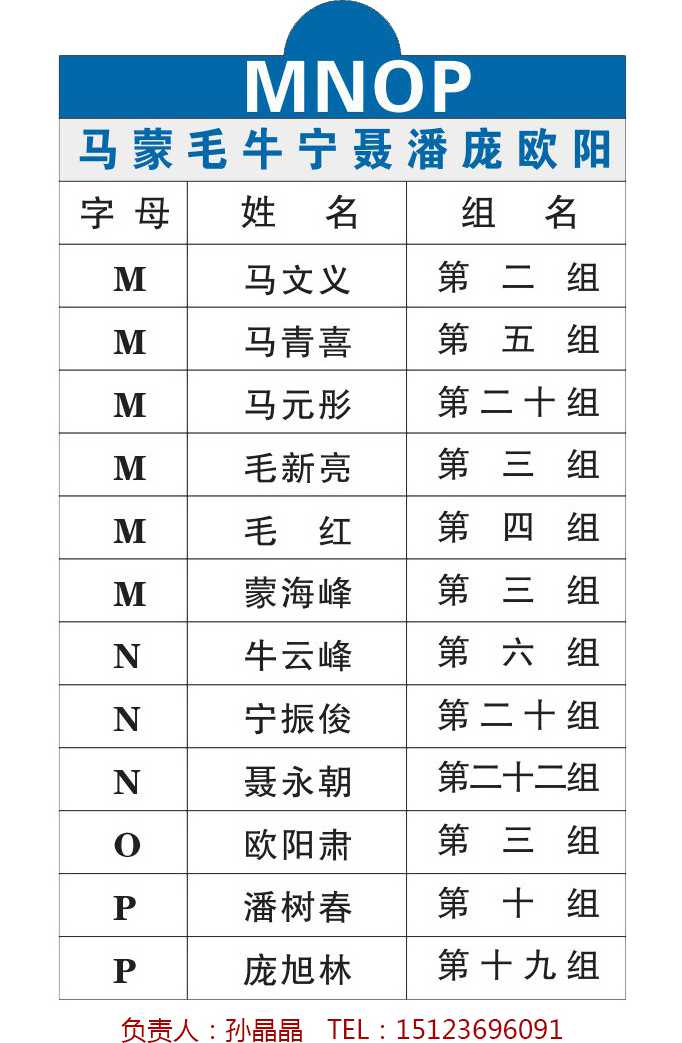 MNOP
马蒙毛牛宁聂潘庞欧阳
字母 姓名 组名
M 马文义 第二组
M 马青喜 第五组
M 马元彤 第二十组
M 毛新亮 第三组
M 毛红 第四组
M 蒙海峰 第三组
N 牛云峰 第六组
N 宁振俊 第二十组
N 聂永朝 第二十二组
O 欧阳肃 第三组
P 潘树春 第十组
P 庞旭林 第十九组
负责人：孙晶晶 TEL：15123696091